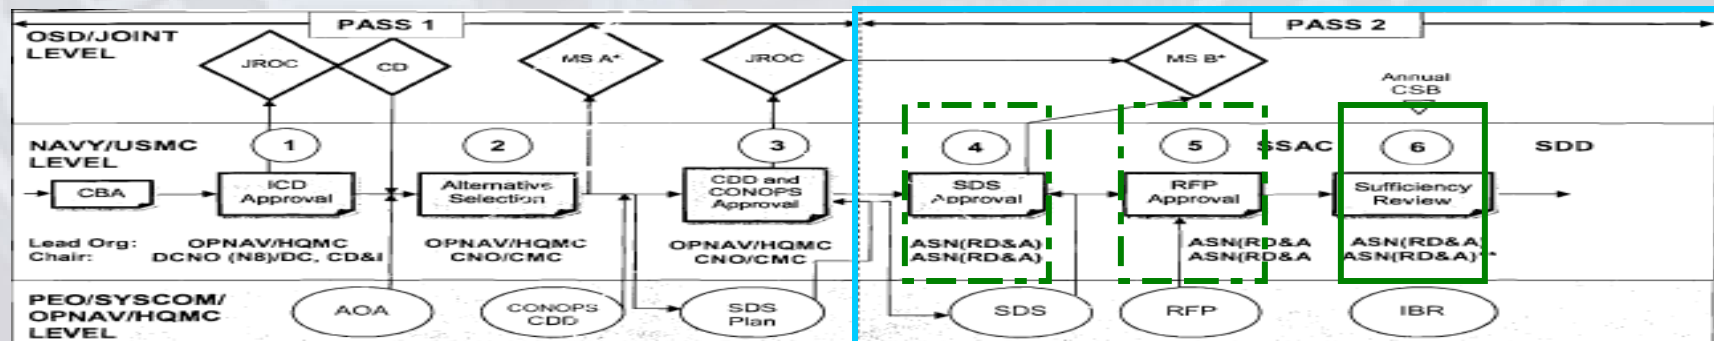 PASS 1
PASS 2
OSD/JOINT
LEVEL
JROC
CD
MS A*
JROC
MS B*
Annual
CSB
NAVY/USMC
LEVEL
1
2
3
4
5
SSAC
6
SDD
CBA
ICD
Approval
Alternative
Selection
CDD and
CONOPS
Approval
SDS
Approval
RFP
Approval
Sufficiency
Review
Lead Org:
Chair:
OPNAV/HQMC
DCNO (N8)/DC, CD&I
OPNAV/HQMC
CNO/CMC
OPNAV/HQMC
CNO/CMC
ASN(RD&A)
ASN(RD&A)
ASN(RD&A
ASN(RD&A
ASN(RD&A)
ASN(RD&A)**
PEO/SYSCOM/
OPNAV/HQMC
LEVEL
AOA
CONOPS
CDD
SDS
Plan
SDS
RFP
IBR